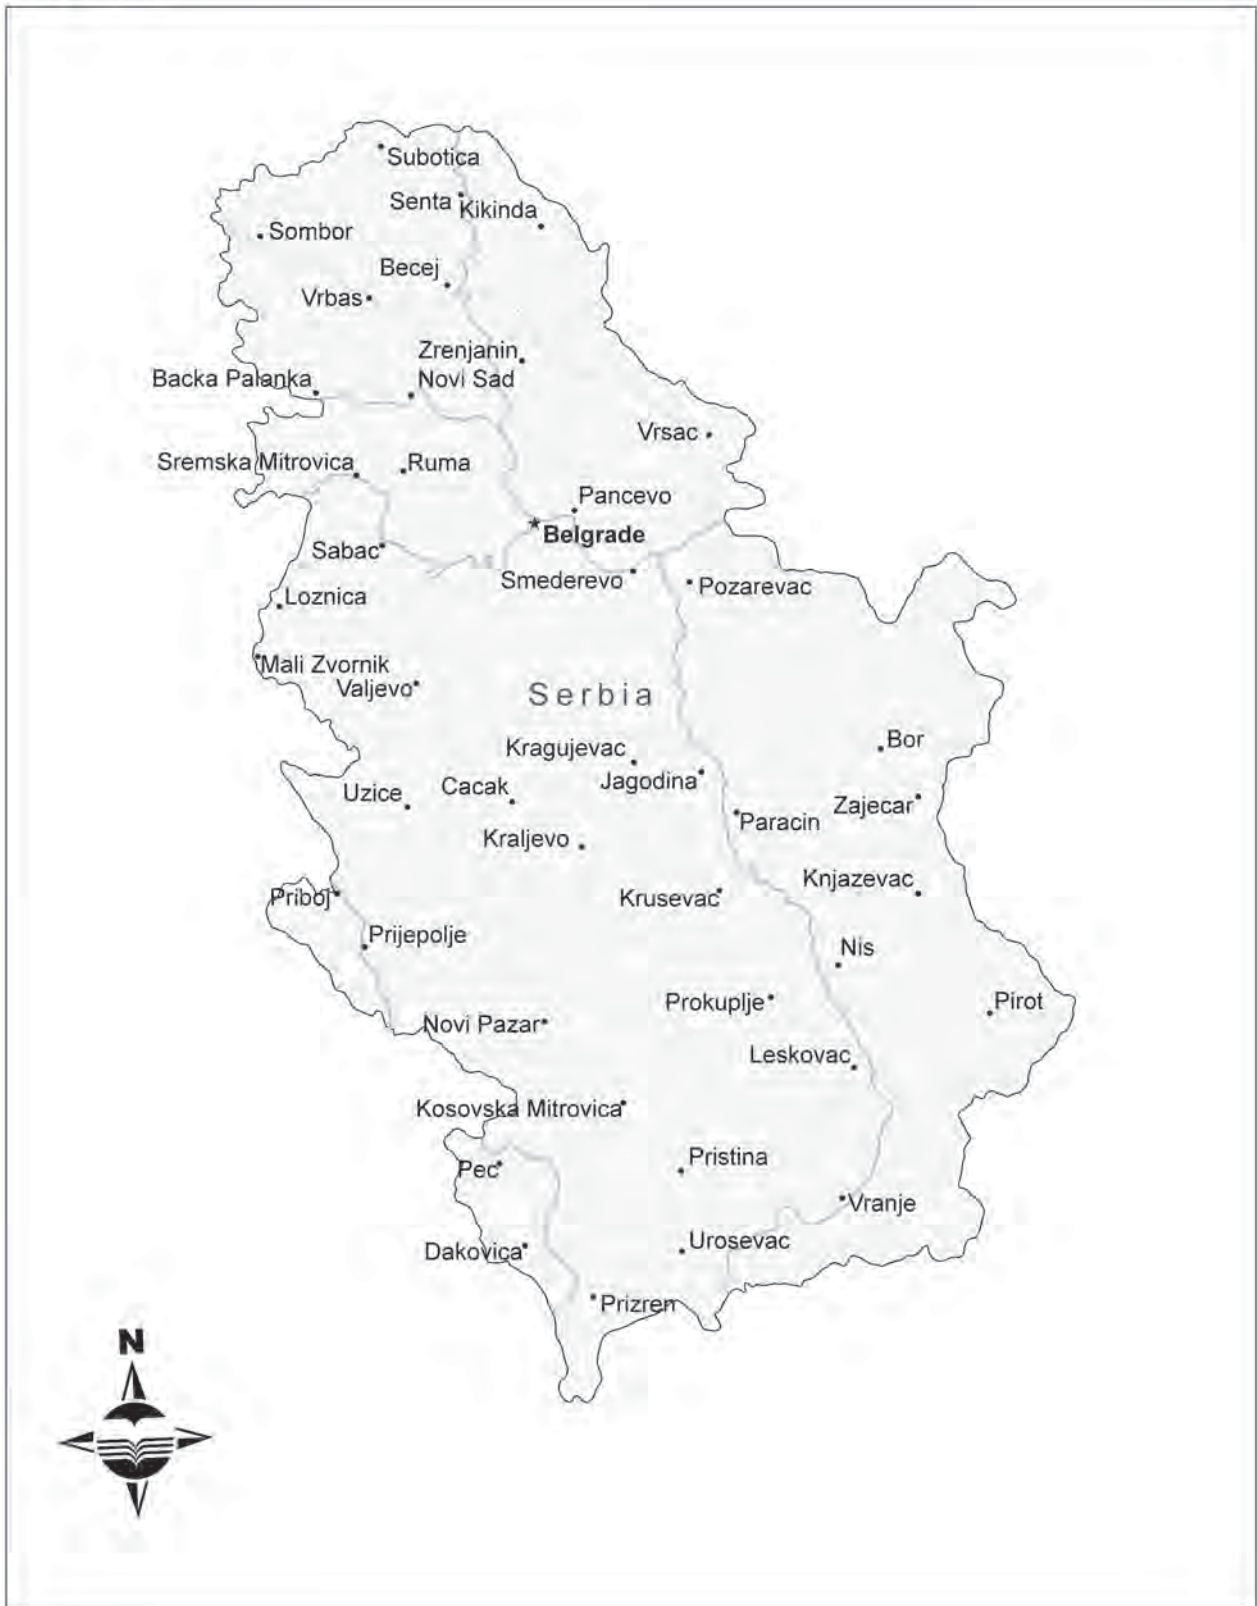 Subotica
Senta
Kikinda
Sombor
Becej
Vrbas
Zrenjanin
Backa Palanka
Novi Sad
Vrsac
Sremska Mitrovica
Ruma
Pancevo
Belgrade
Sabac
Smederevo
Pozarevac
Loznica
Mali Zvornik
Valjevo
Serbia
Bor
Kragujevac
Jagodina
Uzice
Cacak
Zajecar
Paracin
Kraljevo
Knjazevac
Priboj
Krusevac
Prijepolje
Nis
Prokuplje
Pirot
Novi Pazar
Leskovac
Kosovska Mitrovica
Pristina
Pec
Vranje
Urosevac
Dakovica
Prizren
N